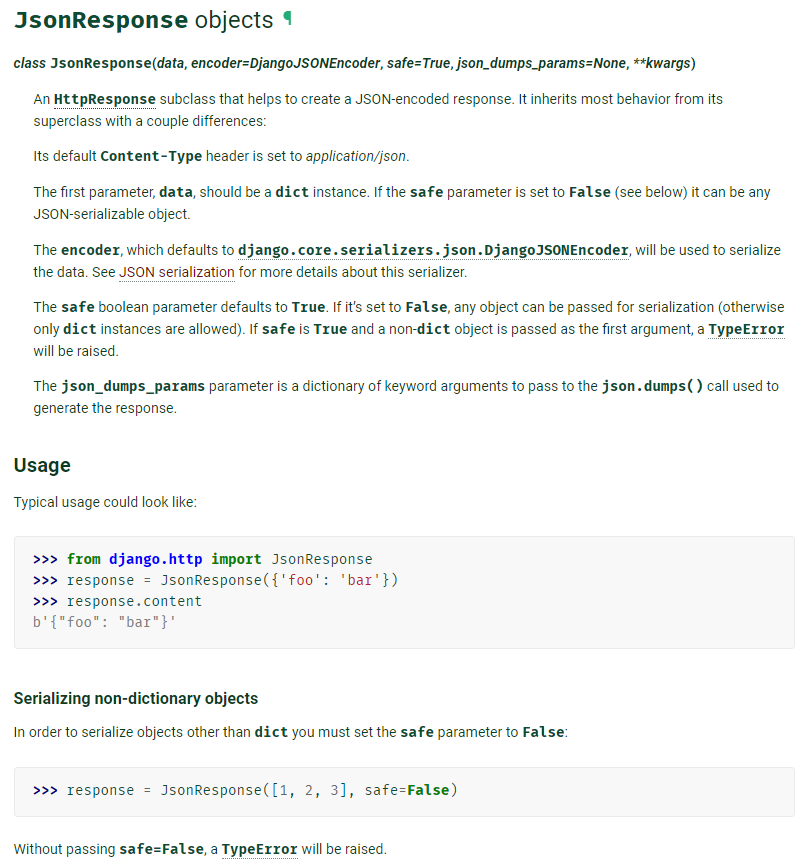 JsonResponse objects ¶
class JsonResponse(data, encoder=DjangoJSONEncoder, safe=True, json_dumps_params=None, **kwargs)
An HttpResponse subclass that helps to create a JSON-encoded response. It inherits most behavior from its
superclass with a couple differences:
Its default Content-Type header is set to application/json.
The first parameter, data, should be a dict instance. If the safe parameter is set to False (see below) it can be any
JSON-serializable object.
The encoder, which defaults to django.core.serializers.json.DjangoJSONEncoder, will be used to serialize
the data. See JSON serialization for more details about this serializer.
The safe boolean parameter defaults to True. If it's set to False, any object can be passed for serialization (otherwise
only dict instances are allowed). If safe is True and a non-dict object is passed as the first argument, a TypeError
will be raised.
The json_dumps_params parameter is a dictionary of keyword arguments to pass to the json.dumps() call used to
generate the response.
Usage
Typical usage could look like:
>>> from django.http import JsonResponse
>>> response = JsonResponse({'foo': 'bar'})
>>> response.content
b'{"foo": "bar"}'
Serializing non-dictionary objects
In order to serialize objects other than dict you must set the safe parameter to False:
>>> response = JsonResponse([1, 2, 3], safe=False)
Without passing safe=False, a TypeError will be raised.